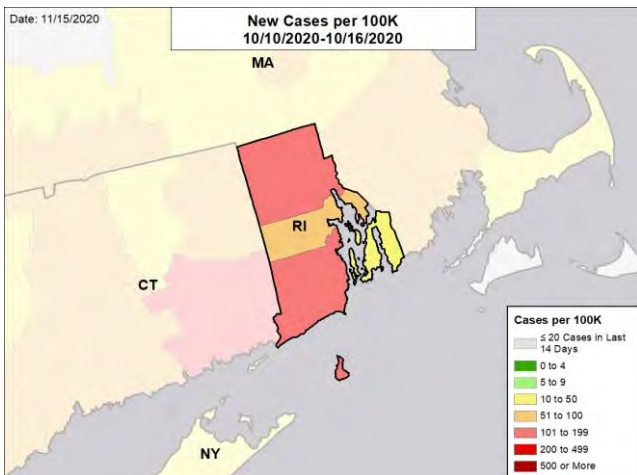 Date: 11/15/2020
New Cases per 100K
10/10/2020-10/16/2020
MA
RI
CT
NY
Cases per 100K
≤ 20 Cases in Last
14 Days
0 to 4
5 to 9
10 to 50
51 to 100
101 to 199
200 to 499
500 or More